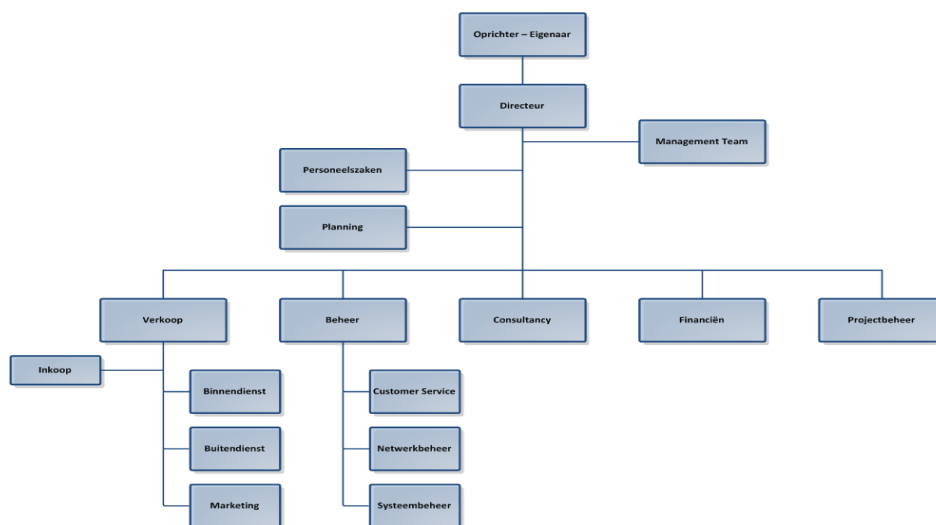 Oprichter – Eigenaar
Directeur
Management Team
Personeelszaken
Planning
Verkoop
Beheer
Consultancy
Financiën
Projectbeheer
Inkoop
Binnendienst
Customer Service
Buitendienst
Netwerkbeheer
Marketing
Systeembeheer